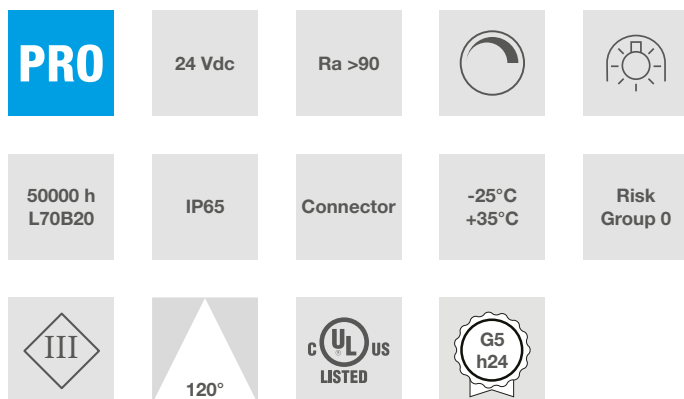 PRO
24 Vdc
Ra >90
50000 h
L70B20
IP65
Connector
-25°C
+35°C
Risk
Group 0
III
120°
C UL US
®
LISTED
G5
h24